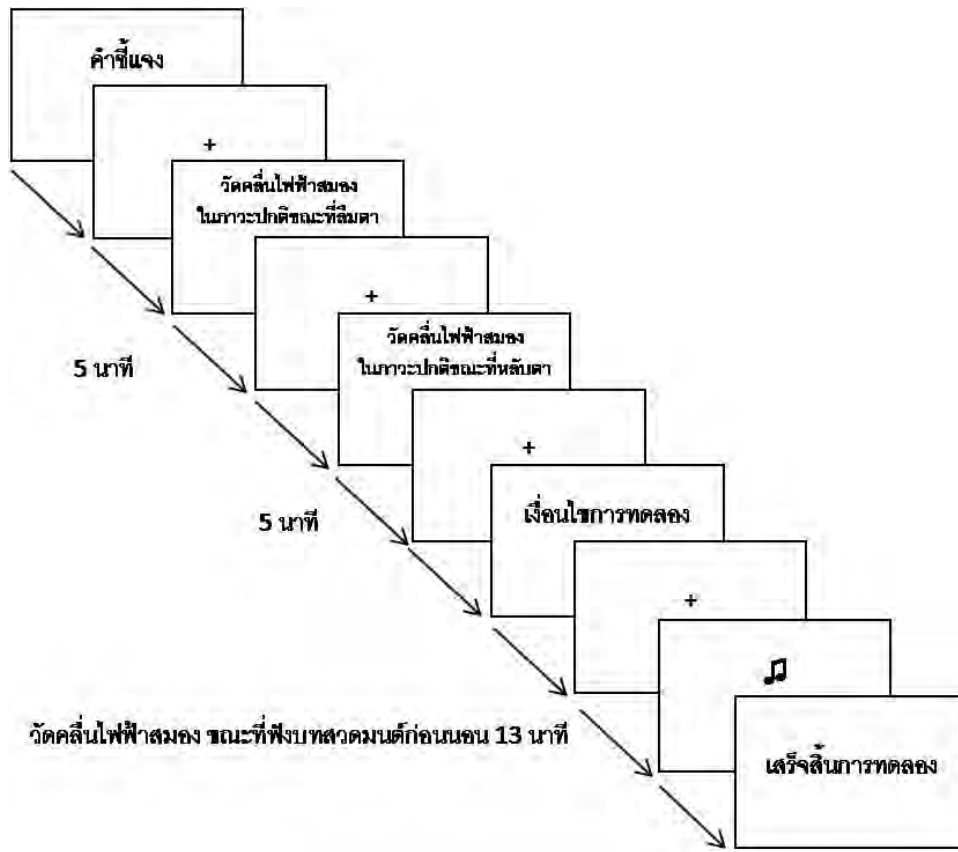 คำชี้แจง
+
วัดคลื่นไฟฟ้าสมอง
ในภาวะปกติขณะที่ลืมตา
+
5 นาที
วัดคลื่นไฟฟ้าสมอง
ในภาวะปกติขณะที่หลับตา
+
5 นาที
เงื่อนไขการทดลอง
+
วัดคลื่นไฟฟ้าสมอง ขณะที่ฟังบทสวดมนต์ก่อนนอน 13 นาที
เสร็จสิ้นการทดลอง